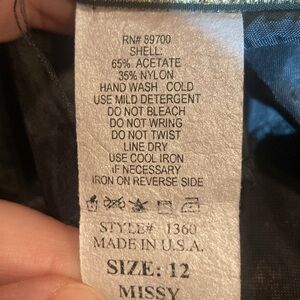 RN# 89700
SHELL:
65% ACETATE
35% NYLON
HAND WASH COLD
USE MILD DETERGENT
DO NOT BLEACH
DO NOT WRING
DO NOT TWIST
LINE DRY
USE COOL IRON
IF NECESSARY
IRON ON REVERSE SIDE
STYLE# 1360
MADE IN U.S.A.
SIZE: 12
MISSY